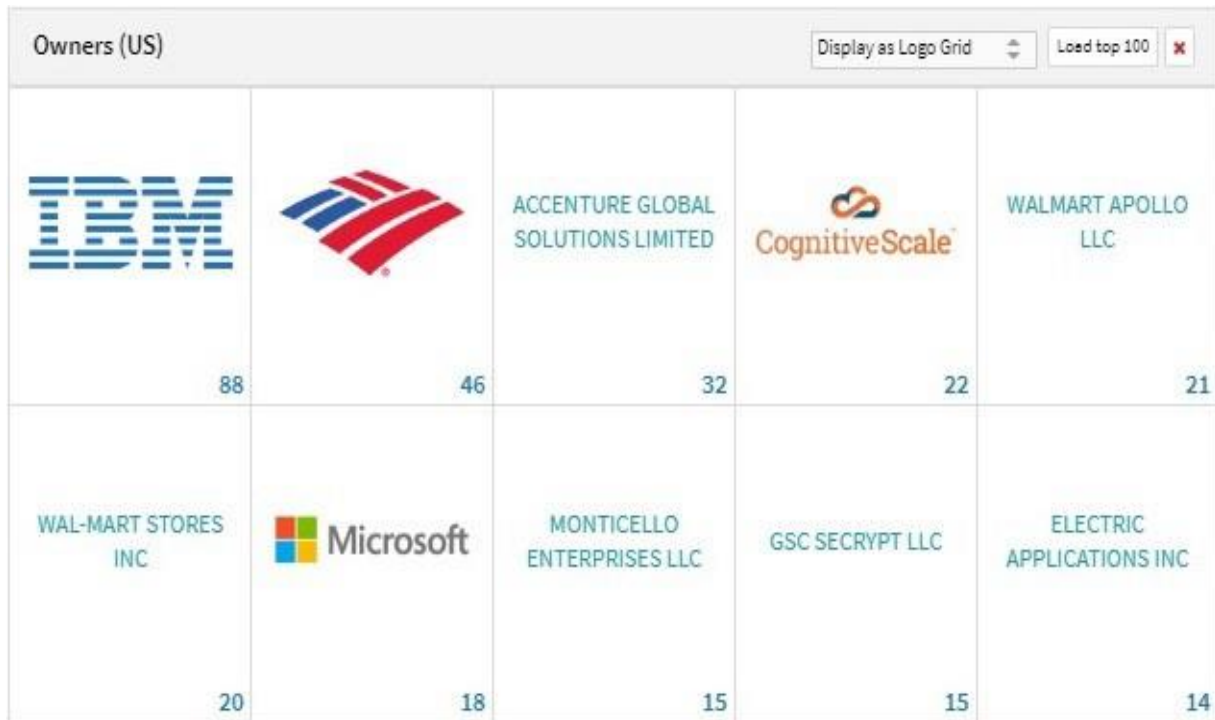 Owners (US)
Display as Logo Grid
Load top 100
IBM
ACCENTURE GLOBAL
SOLUTIONS LIMITED
CognitiveScale
WALMART APOLLO
LLC
88
46
32
22
21
WAL-MART STORES
INC
Microsoft
MONTICELLO
ENTERPRISES LLC
GSC SECRYPT LLC
ELECTRIC
APPLICATIONS INC
20
18
15
15
14